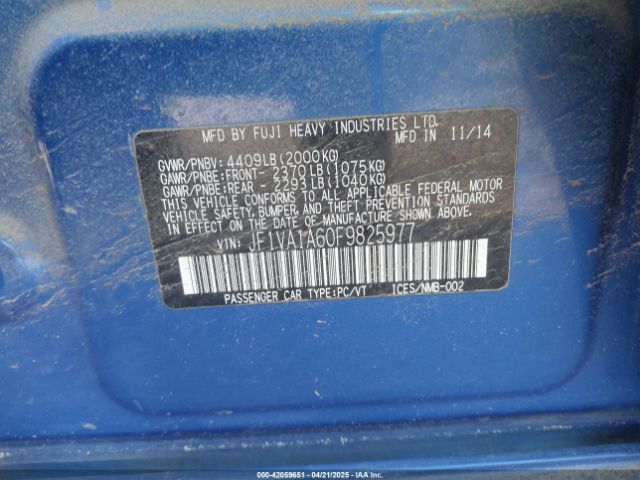 MFD BY FUJI HEAVY INDUSTRIES LTD.
MFD IN 11/14
GVWR/PNBV: 4409LB(2000KG)
GAWR/PNBE:FRONT- 2370LB(1075KG)
GAWR/PNBE:REAR - 2293LB(1040KG)
THIS VEHICLE CONFORMS TO ALL APPLICABLE FEDERAL MOTOR
VEHICLE SAFETY, BUMPER, AND THEFT PREVENTION STANDARDS
IN EFFECT ON THE DATE OF MANUFACTURE SHOWN ABOVE.
VIN: JF1VA1A60F9825977
PASSENGER CAR TYPE:PC/VT ICES/NMB-002
000-42059651 - 04/21/2025 - IAAI.COM